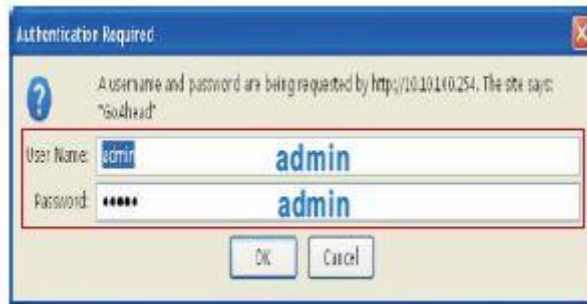 Authentication Required
A username and password are being requested by http://10.10.100.254. The site says:
"GoAhead"
User Name: admin admin
Password: ••••• admin
OK Cancel